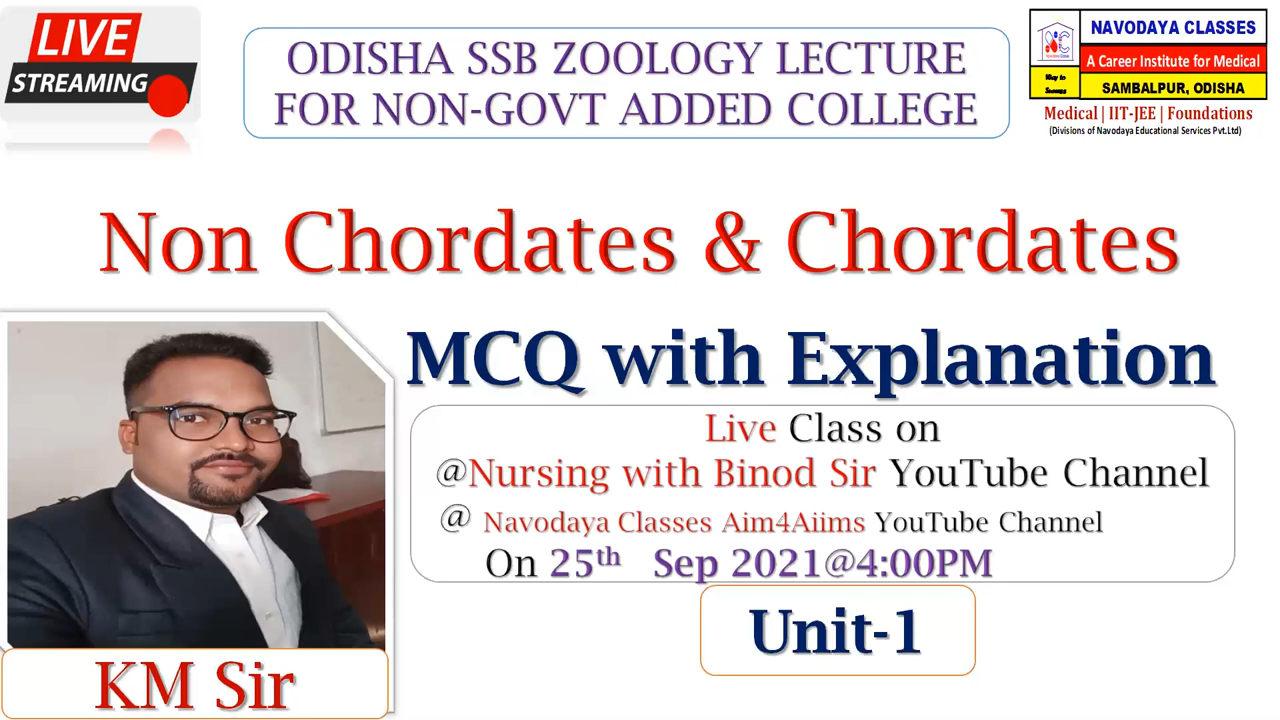 LIVE
STREAMING
ODISHA SSB ZOOLOGY LECTURE
FOR NON-GOVT ADDED COLLEGE
NAVODAYA CLASSES
A Career Institute for Medical
Way to
Success
SAMBALPUR, ODISHA
Medical | IIT-JEE | Foundations
(Divisions of Navodaya Educational Services Pvt.Ltd)
Non Chordates & Chordates
MCQ with Explanation
Live Class on
@Nursing with Binod Sir YouTube Channel
@ Navodaya Classes Aim4Aiims YouTube Channel
On 25th Sep 2021@4:00PM
Unit-1
KM Sir